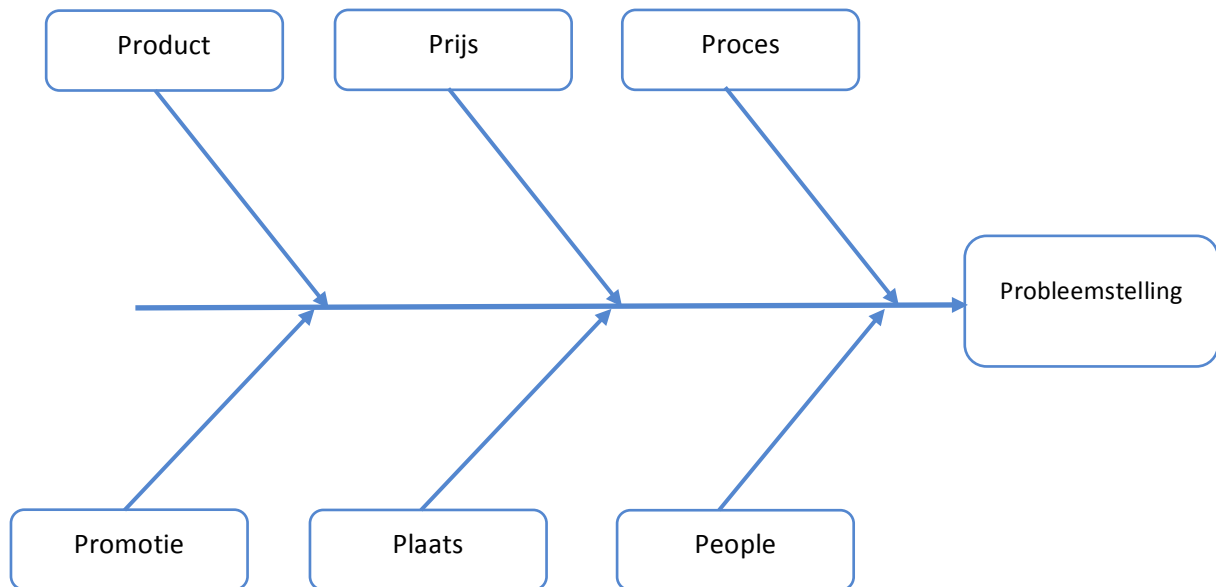 Product
Prijs
Proces
Probleemstelling
Promotie
Plaats
People